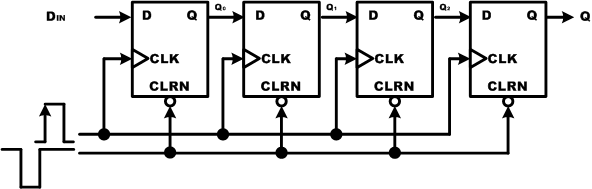 DIN D Q Q0 D Q Q1 D Q Q2 D Q Q
CLK CLK CLK CLK
CLRN CLRN CLRN CLRN